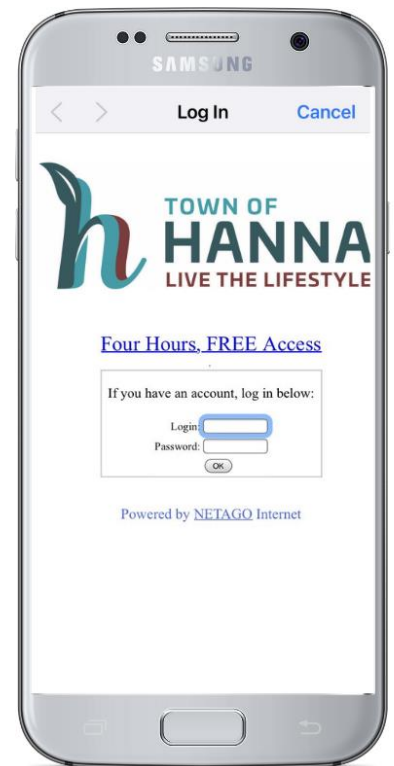 SAMSUNG
Log In
Cancel
TOWN OF
HANNA
LIVE THE LIFESTYLE
Four Hours, FREE Access
If you have an account, log in below:
Login:
Password:
OK
Powered by NETAGO Internet